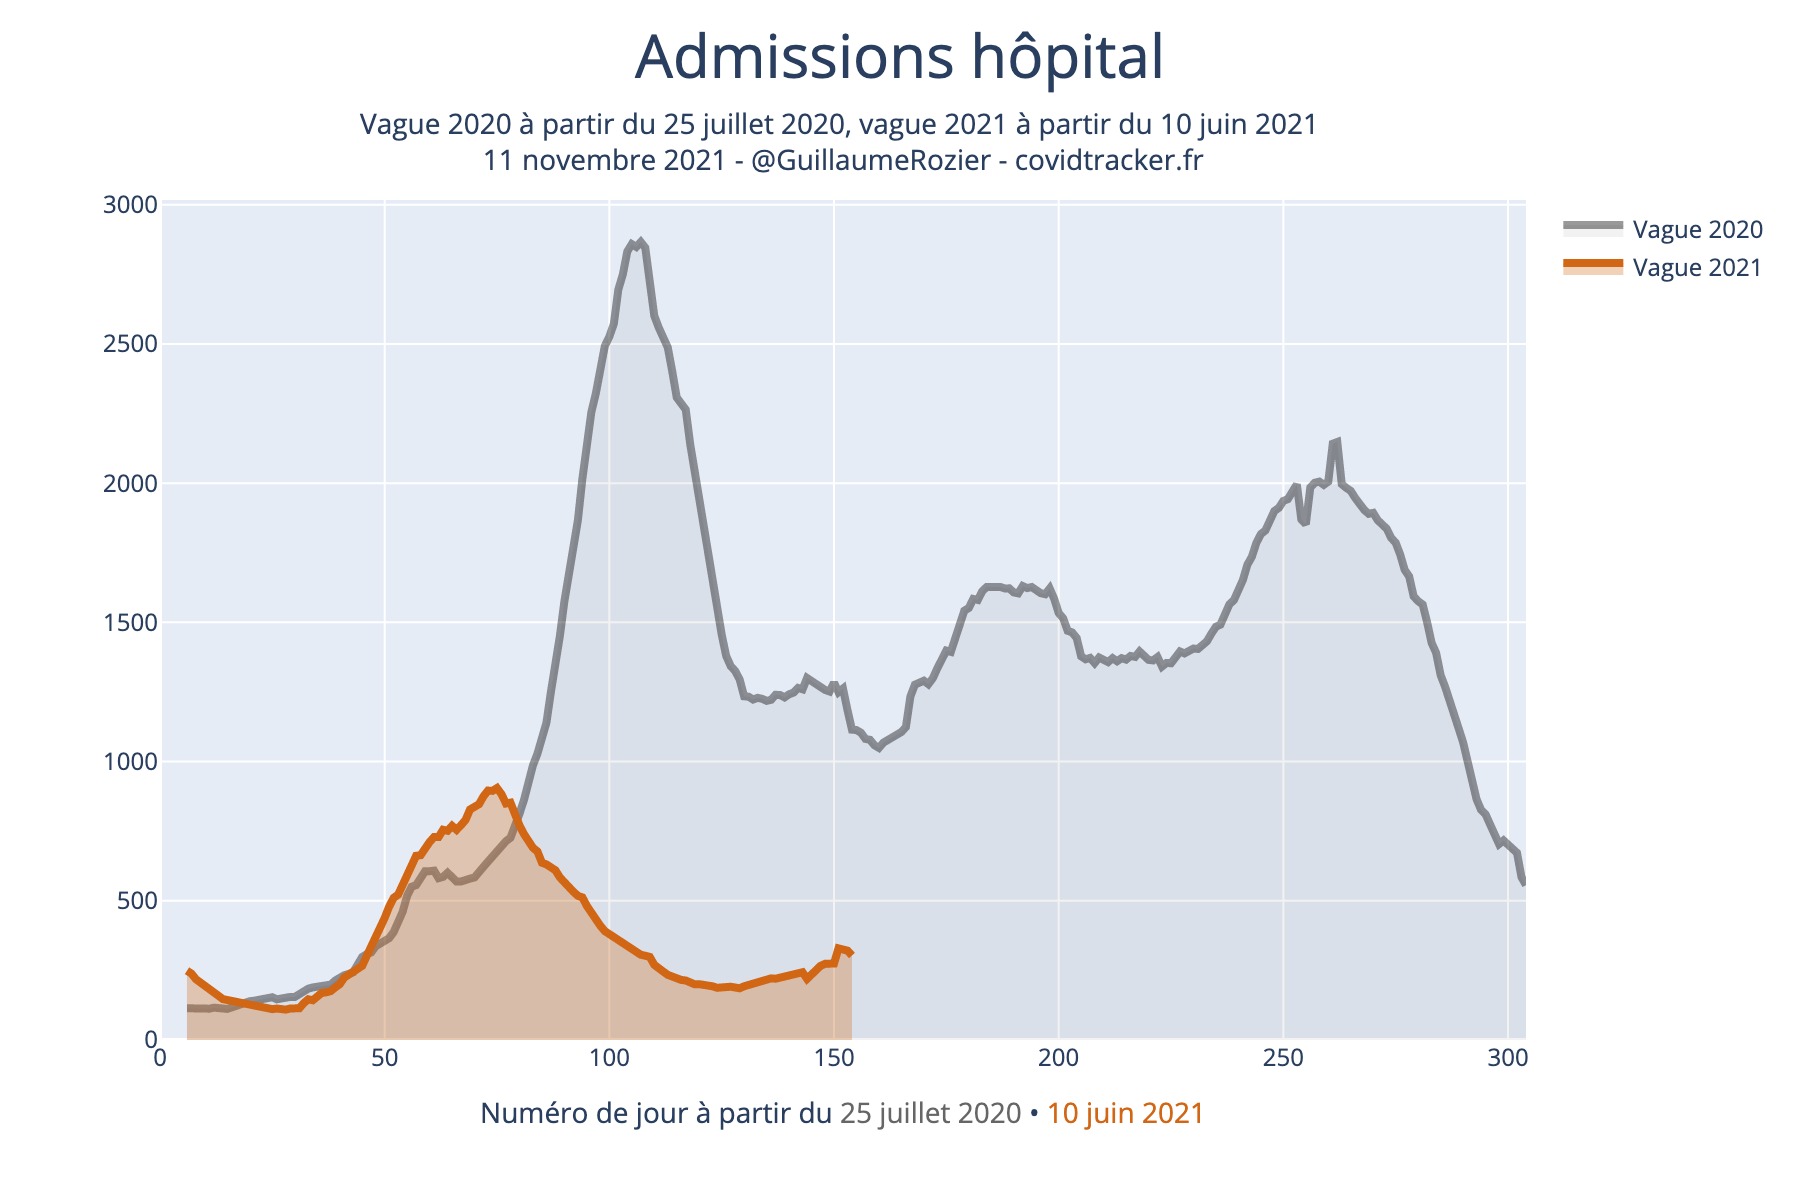 Admissions hôpital
Vague 2020 à partir du 25 juillet 2020, vague 2021 à partir du 10 juin 2021
11 novembre 2021 - @GuillaumeRozier - covidtracker.fr
3000
2500
2000
1500
1000
500
0
0 50 100 150 200 250 300
Vague 2020
Vague 2021
Numéro de jour à partir du 25 juillet 2020 • 10 juin 2021